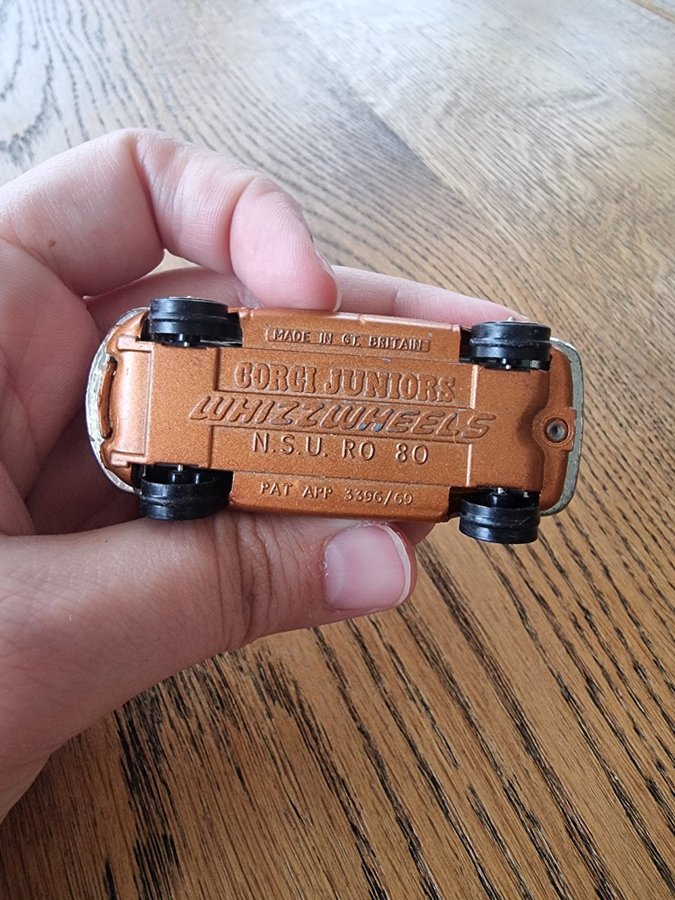 MADE IN GT. BRITAIN
CORGI JUNIORS
WHIZZWHEELS
N.S.U. RO 80
PAT APP 3396/69